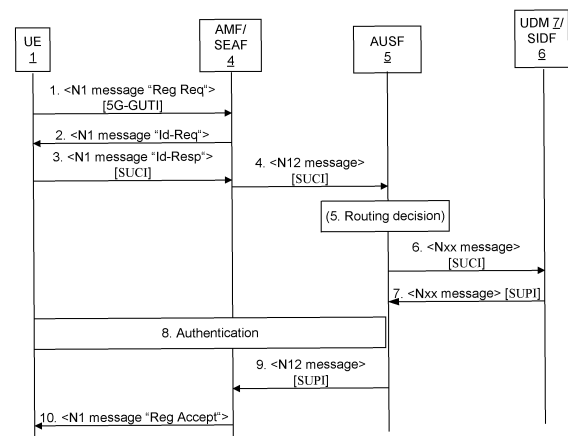 UE
1
AMF/
SEAF
4
AUSF
5
UDM 7/
SIDF
6
1. <N1 message “Reg Req“>
[5G-GUTI]
2. <N1 message “Id-Req“>
3. <N1 message “Id-Resp“>
[SUCI]
4. <N12 message>
[SUCI]
(5. Routing decision)
6. <Nxx message>
[SUCI]
7. <Nxx message> [SUPI]
8. Authentication
9. <N12 message>
[SUPI]
10. <N1 message “Reg Accept“>